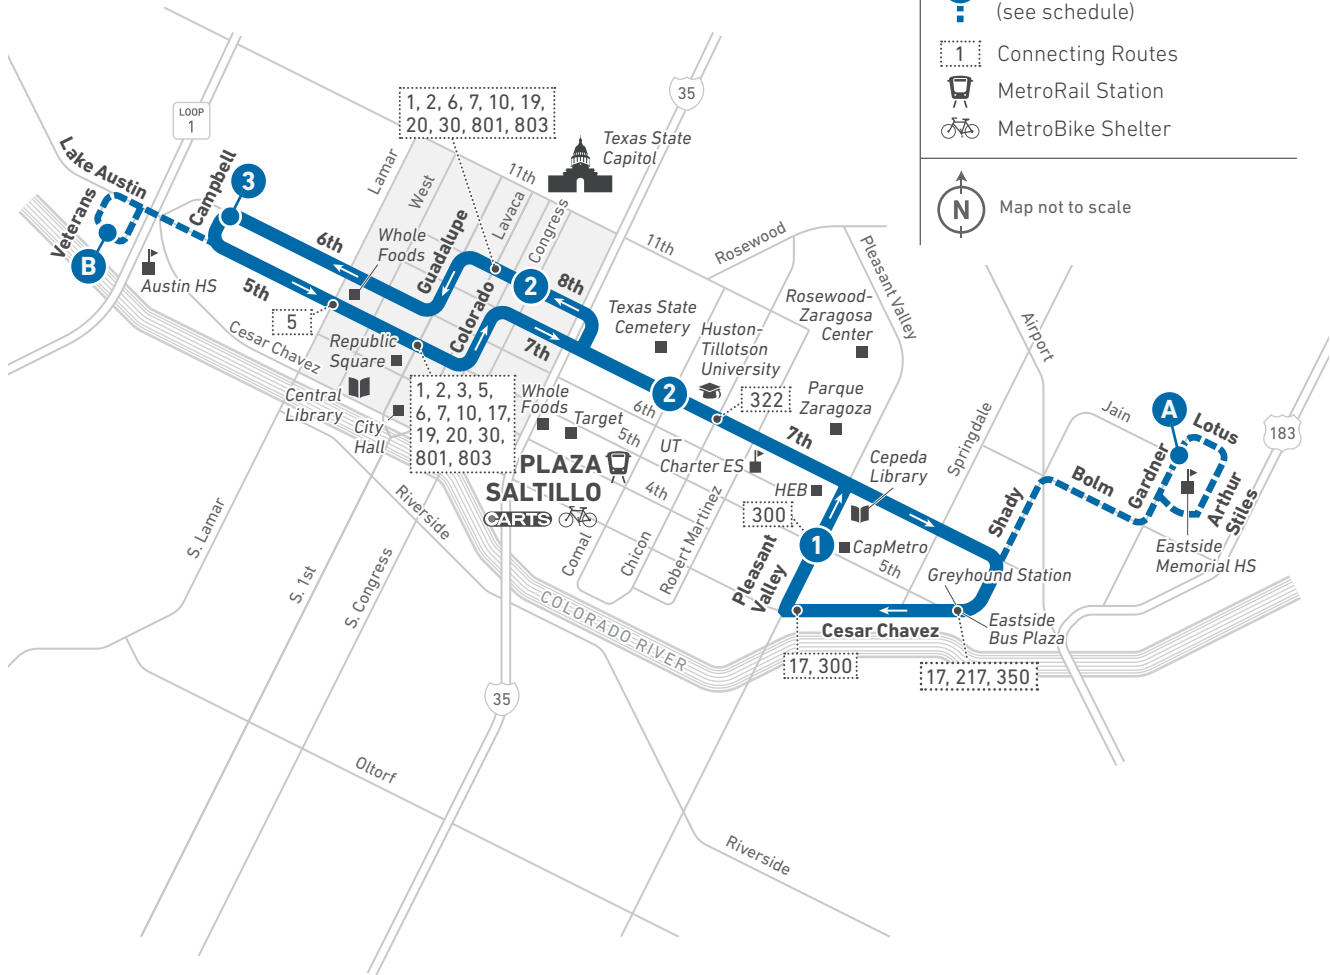 (see schedule)
1
Connecting Routes
MetroRail Station
MetroBike Shelter
N
Map not to scale
LOOP
1
35
1, 2, 6, 7, 10, 19,
20, 30, 801, 803
Texas State
Capitol
Lake Austin
Veterans
Campbell
3
B
Austin HS
Lamar
West
Lavaca
Congress
11th
11th
Rosewood
Pleasant Valley
6th
Whole
Foods
Guadalupe
Colorado
2
8th
7th
5th
5
Cesar Chavez
Republic
Square
Central
Library
City
Hall
1, 2, 3, 5,
6, 7, 10, 17,
19, 20, 30,
801, 803
Whole
Foods
Target
Texas State
Cemetery
Huston-
Tillotson
University
Rosewood-
Zaragosa
Center
Parque
Zaragoza
2
322
6th
5th
4th
UT
Charter ES
7th
HEB
Cepeda
Library
PLAZA
SALTILLO
CARTS
Comal
Chicon
Robert Martinez
300
1
CapMetro
5th
Pleasant
Valley
Springdale
Airport
Shady
Bolm
Jain
Gardner
A
Lotus
Arthur
Stiles
183
Eastside
Memorial HS
Greyhound Station
Eastside
Bus Plaza
Cesar Chavez
17, 300
17, 217, 350
COLORADO RIVER
Riverside
S. Lamar
S. 1st
S. Congress
35
Oltorf
Riverside